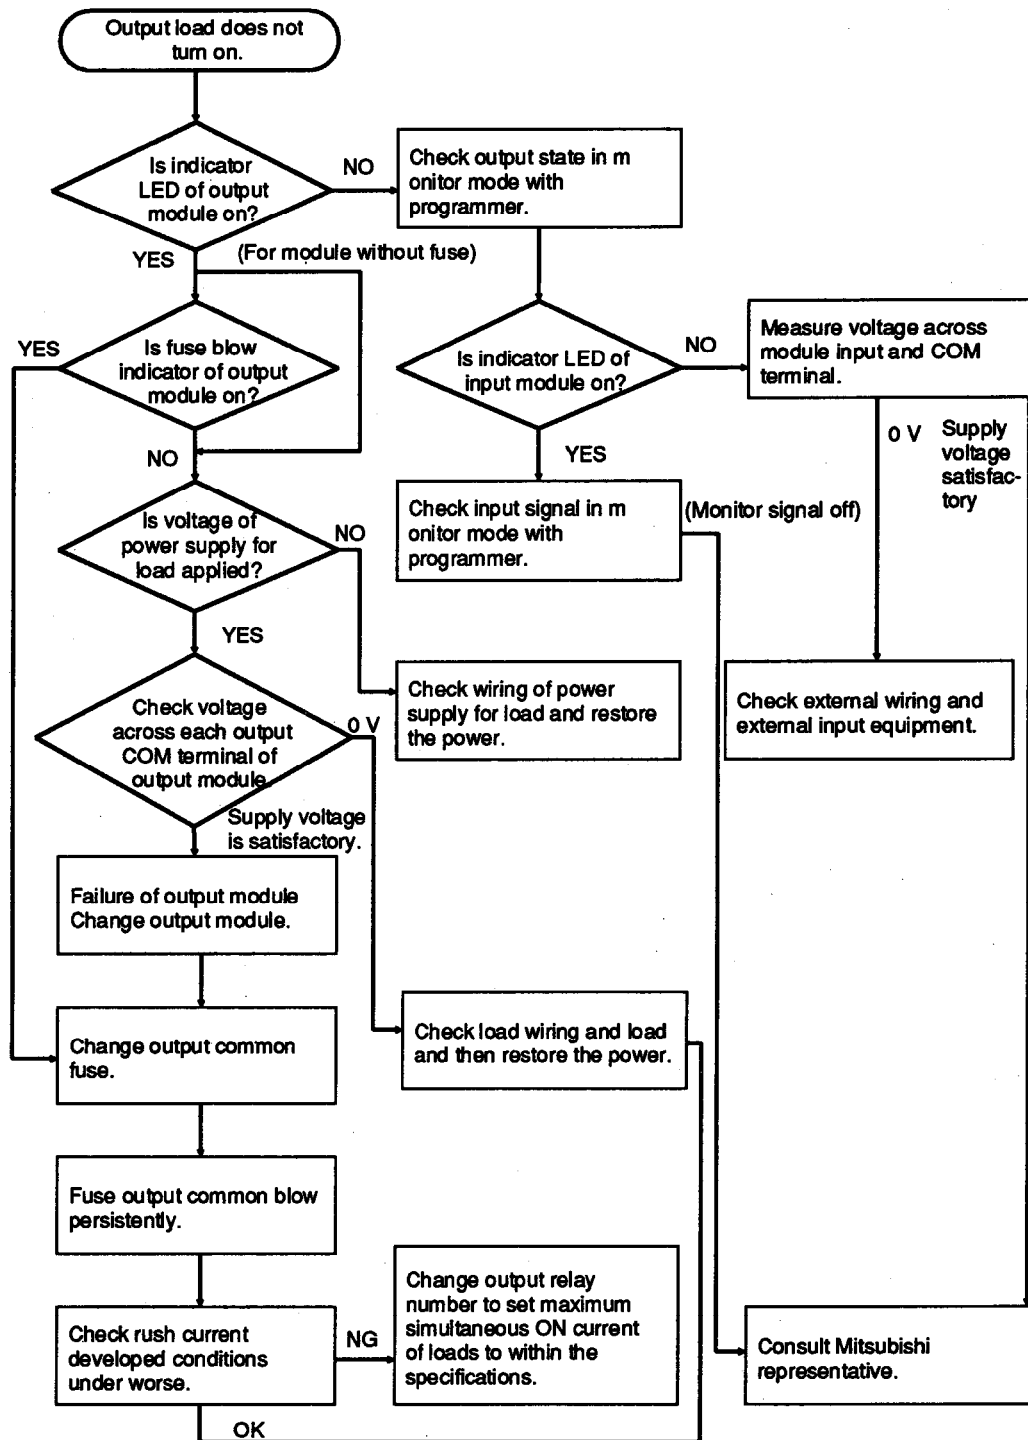 Output load does not
turn on.
Is indicator
LED of output
module on?
NO
Check output state in m
onitor mode with
programmer.
YES
(For module without fuse)
YES
Is fuse blow
indicator of output
module on?
Is indicator LED of
input module on?
NO
Measure voltage across
module input and COM
terminal.
NO
YES
0 V
Supply
voltage
satisfac-
tory
Is voltage of
power supply for
load applied?
NO
Check input signal in m
onitor mode with
programmer.
(Monitor signal off)
YES
Check voltage
across each output
COM terminal of
output module.
0 V
Check wiring of power
supply for load and restore
the power.
Check external wiring and
external input equipment.
Supply voltage
is satisfactory.
Failure of output module
Change output module.
Change output common
fuse.
Check load wiring and load
and then restore the power.
Fuse output common blow
persistently.
Check rush current
developed conditions
under worse.
NG
Change output relay
number to set maximum
simultaneous ON current
of loads to within the
specifications.
Consult Mitsubishi
representative.
OK